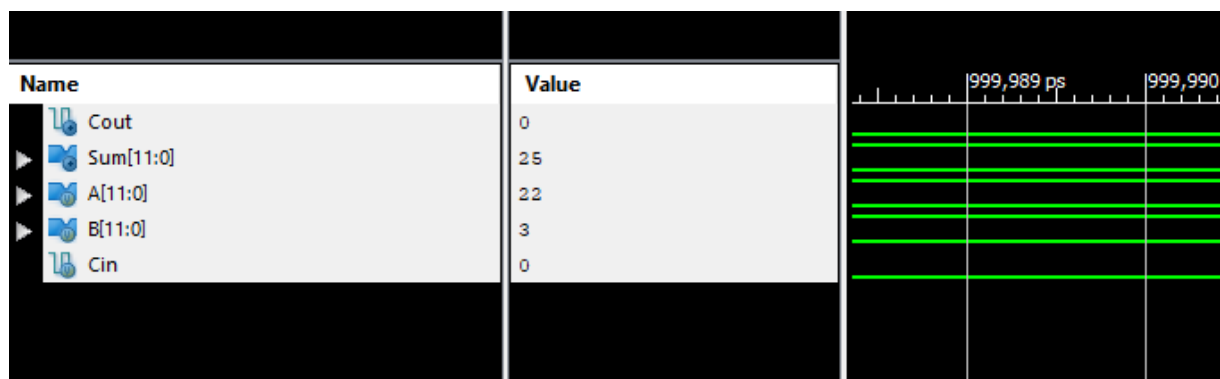 Name Value 999,989 ps 999,990
Cout 0
Sum[11:0] 25
A[11:0] 22
B[11:0] 3
Cin 0